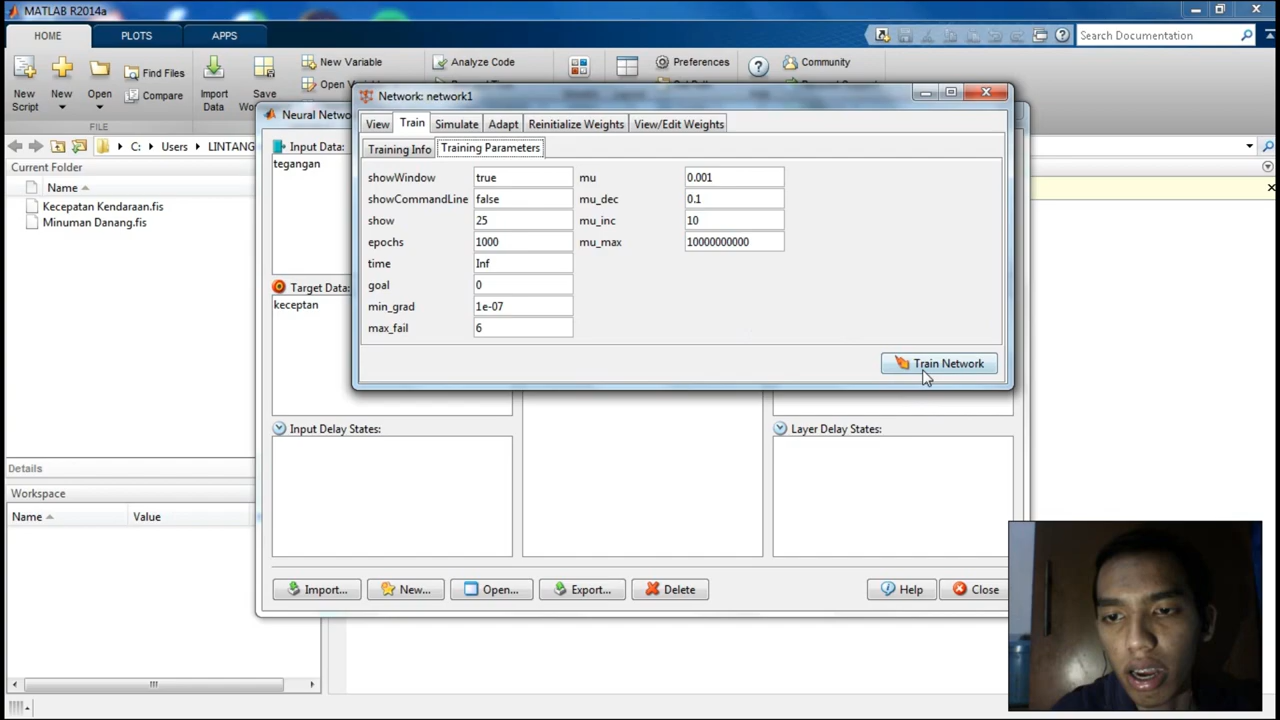 MATLAB R2014a
HOME
PLOTS
APPS
Search Documentation
New Script
New
Open
Find Files
Compare
Import Data
Save
New Variable
Analyze Code
Preferences
Community
FILE
C: Users LINTANG
Current Folder
Name
Kecepatan Kendaraan.fis
Minuman Danang.fis
Details
Workspace
Name
Value
Input Data:
tegangan
Target Data:
keceptan
Input Delay States:
Layer Delay States:
Import...
New...
Open...
Export...
Delete
Help
Close
Network: network1
View
Train
Simulate
Adapt
Reinitialize Weights
View/Edit Weights
Training Info
Training Parameters
showWindow true mu 0.001
showCommandLine false mu_dec 0.1
show 25 mu_inc 10
epochs 1000 mu_max 10000000000
time Inf
goal 0
min_grad 1e-07
max_fail 6
Train Network